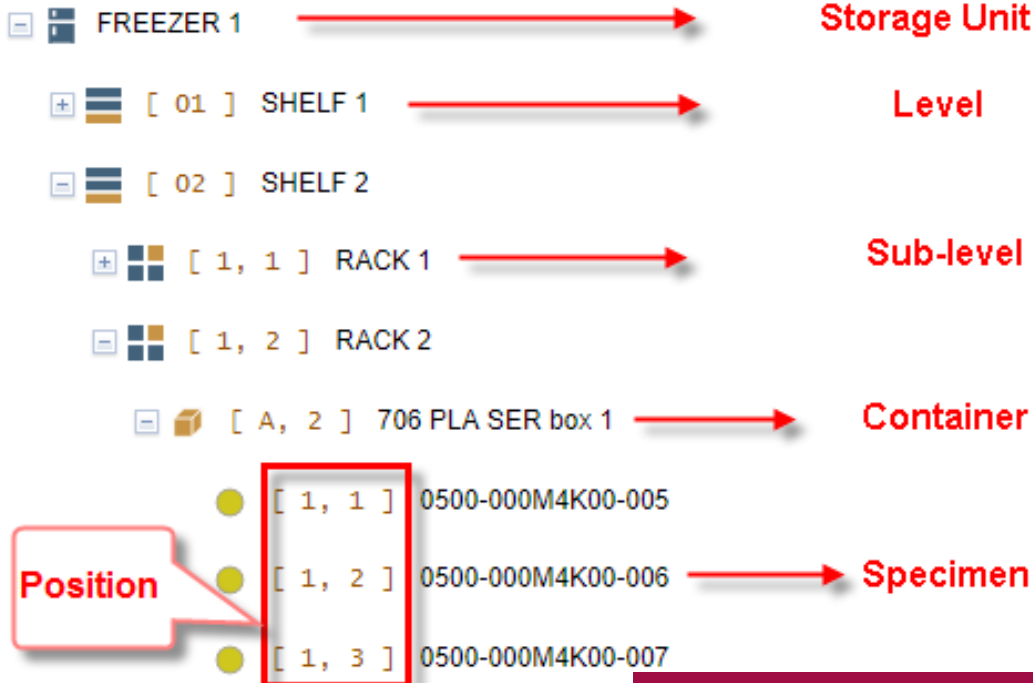 FREEZER 1 Storage Unit
[ 01 ] SHELF 1 Level
[ 02 ] SHELF 2
[ 1, 1 ] RACK 1 Sub-level
[ 1, 2 ] RACK 2
[ A, 2 ] 706 PLA SER box 1 Container
[ 1, 1 ] 0500-000M4K00-005
Position [ 1, 2 ] 0500-000M4K00-006 Specimen
[ 1, 3 ] 0500-000M4K00-007